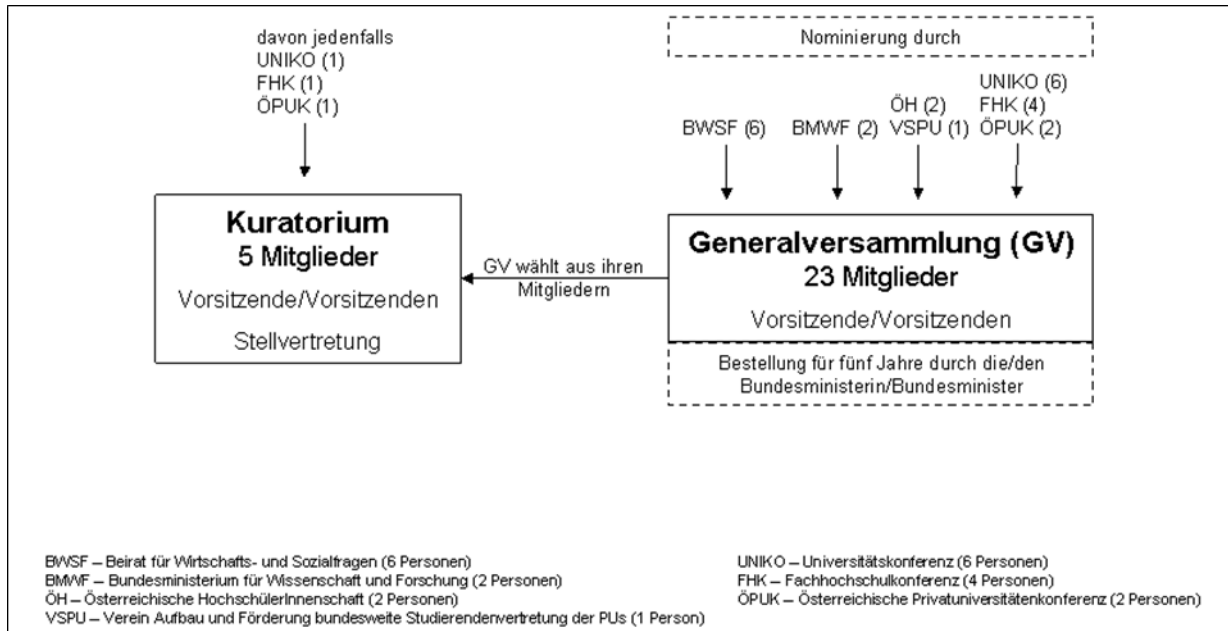 davon jedenfalls
UNIKO (1)
FHK (1)
ÖPUK (1)
Kuratorium
5 Mitglieder
Vorsitzende/Vorsitzenden
Stellvertretung
GV wählt aus ihren
Mitgliedern
Nominierung durch
BWSF (6)
BMWF (2)
ÖH (2)
VSPU (1)
UNIKO (6)
FHK (4)
ÖPUK (2)
Generalversammlung (GV)
23 Mitglieder
Vorsitzende/Vorsitzenden
Bestellung für fünf Jahre durch die/den
Bundesministerin/Bundesminister
BWSF – Beirat für Wirtschafts- und Sozialfragen (6 Personen)
BMWF – Bundesministerium für Wissenschaft und Forschung (2 Personen)
ÖH – Österreichische HochschülerInnenschaft (2 Personen)
VSPU – Verein Aufbau und Förderung bundesweite Studierendenvertretung der PUs (1 Person)
UNIKO – Universitätskonferenz (6 Personen)
FHK – Fachhochschulkonferenz (4 Personen)
ÖPUK – Österreichische Privatuniversitätenkonferenz (2 Personen)